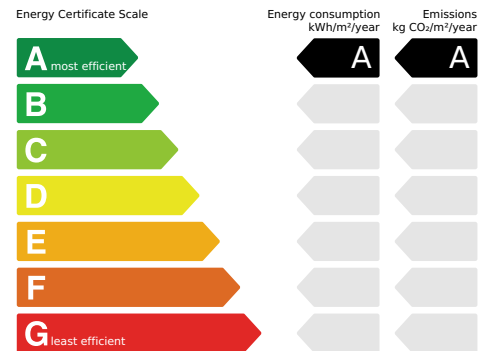 Energy Certificate Scale
Energy consumption
kWh/m²/year
Emissions
kg CO₂/m²/year
A most efficient
A
A
B
C
D
E
F
G least efficient